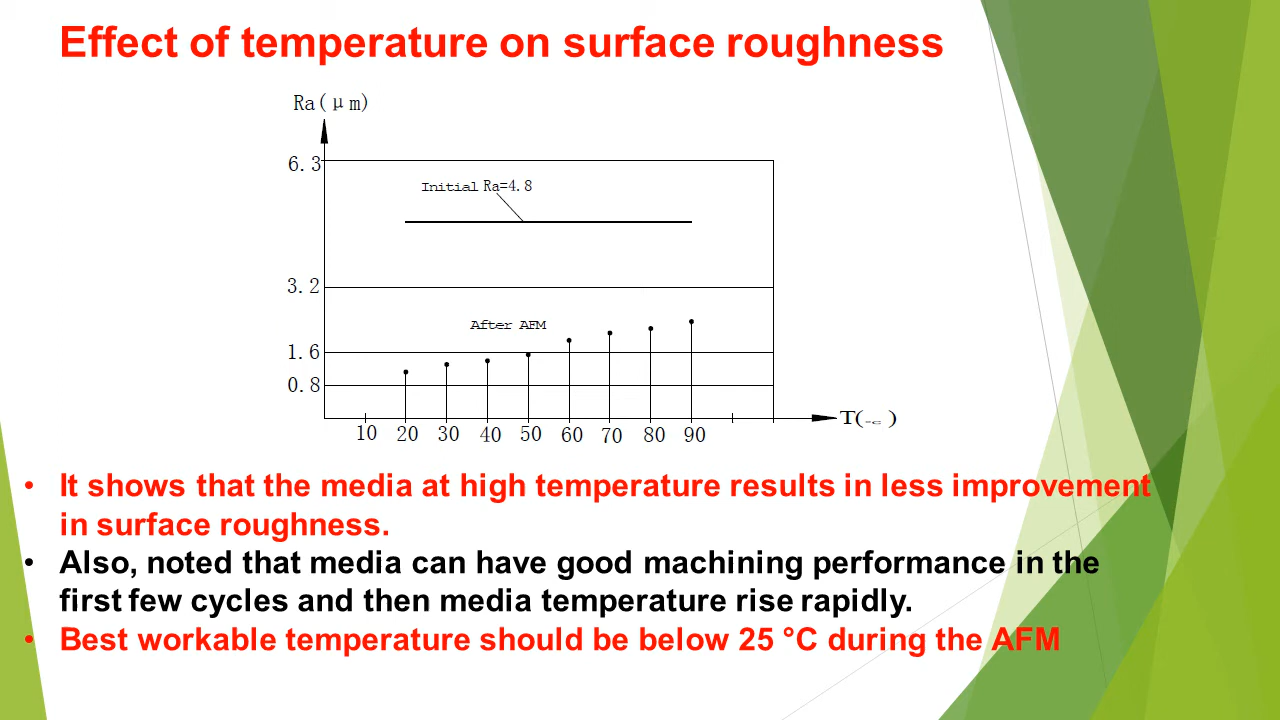 Effect of temperature on surface roughness
Ra(μm)
6.3
Initial Ra=4.8
3.2
After AFM
1.6
0.8
T( )
10 20 30 40 50 60 70 80 90
• It shows that the media at high temperature results in less improvement
in surface roughness.
• Also, noted that media can have good machining performance in the
first few cycles and then media temperature rise rapidly.
• Best workable temperature should be below 25 °C during the AFM